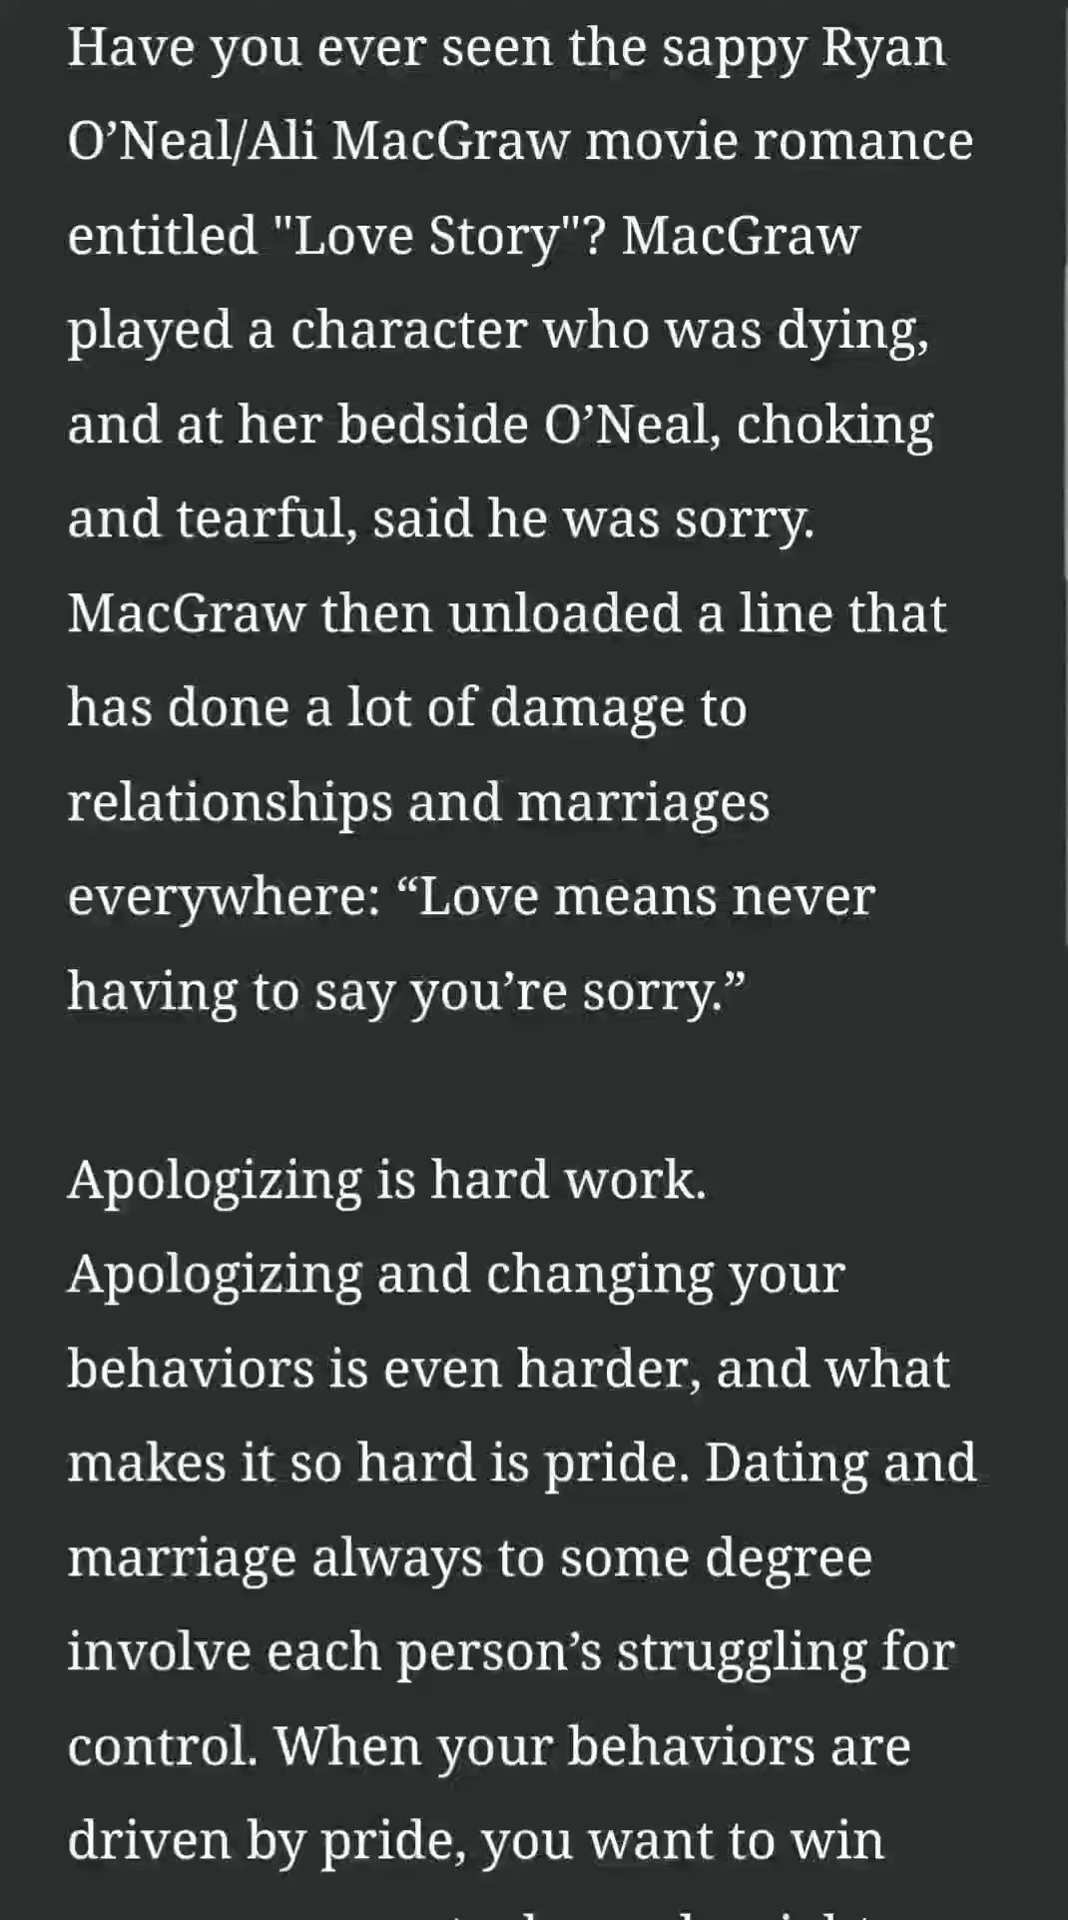 Have you ever seen the sappy Ryan
O’Neal/Ali MacGraw movie romance
entitled "Love Story"? MacGraw
played a character who was dying,
and at her bedside O’Neal, choking
and tearful, said he was sorry.
MacGraw then unloaded a line that
has done a lot of damage to
relationships and marriages
everywhere: “Love means never
having to say you’re sorry.”
Apologizing is hard work.
Apologizing and changing your
behaviors is even harder, and what
makes it so hard is pride. Dating and
marriage always to some degree
involve each person’s struggling for
control. When your behaviors are
driven by pride, you want to win